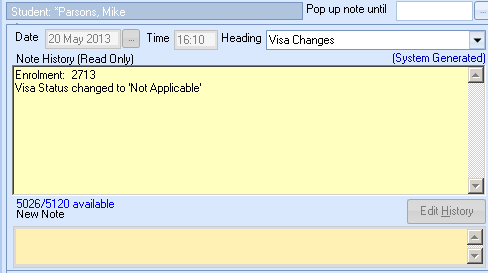 Student: "Parsons, Mike Pop up note until ...
Date 20 May 2013 ... Time 16:10 Heading Visa Changes
Note History (Read Only) (System Generated)
Enrolment: 2713
Visa Status changed to 'Not Applicable'
5026/5120 available
New Note Edit History